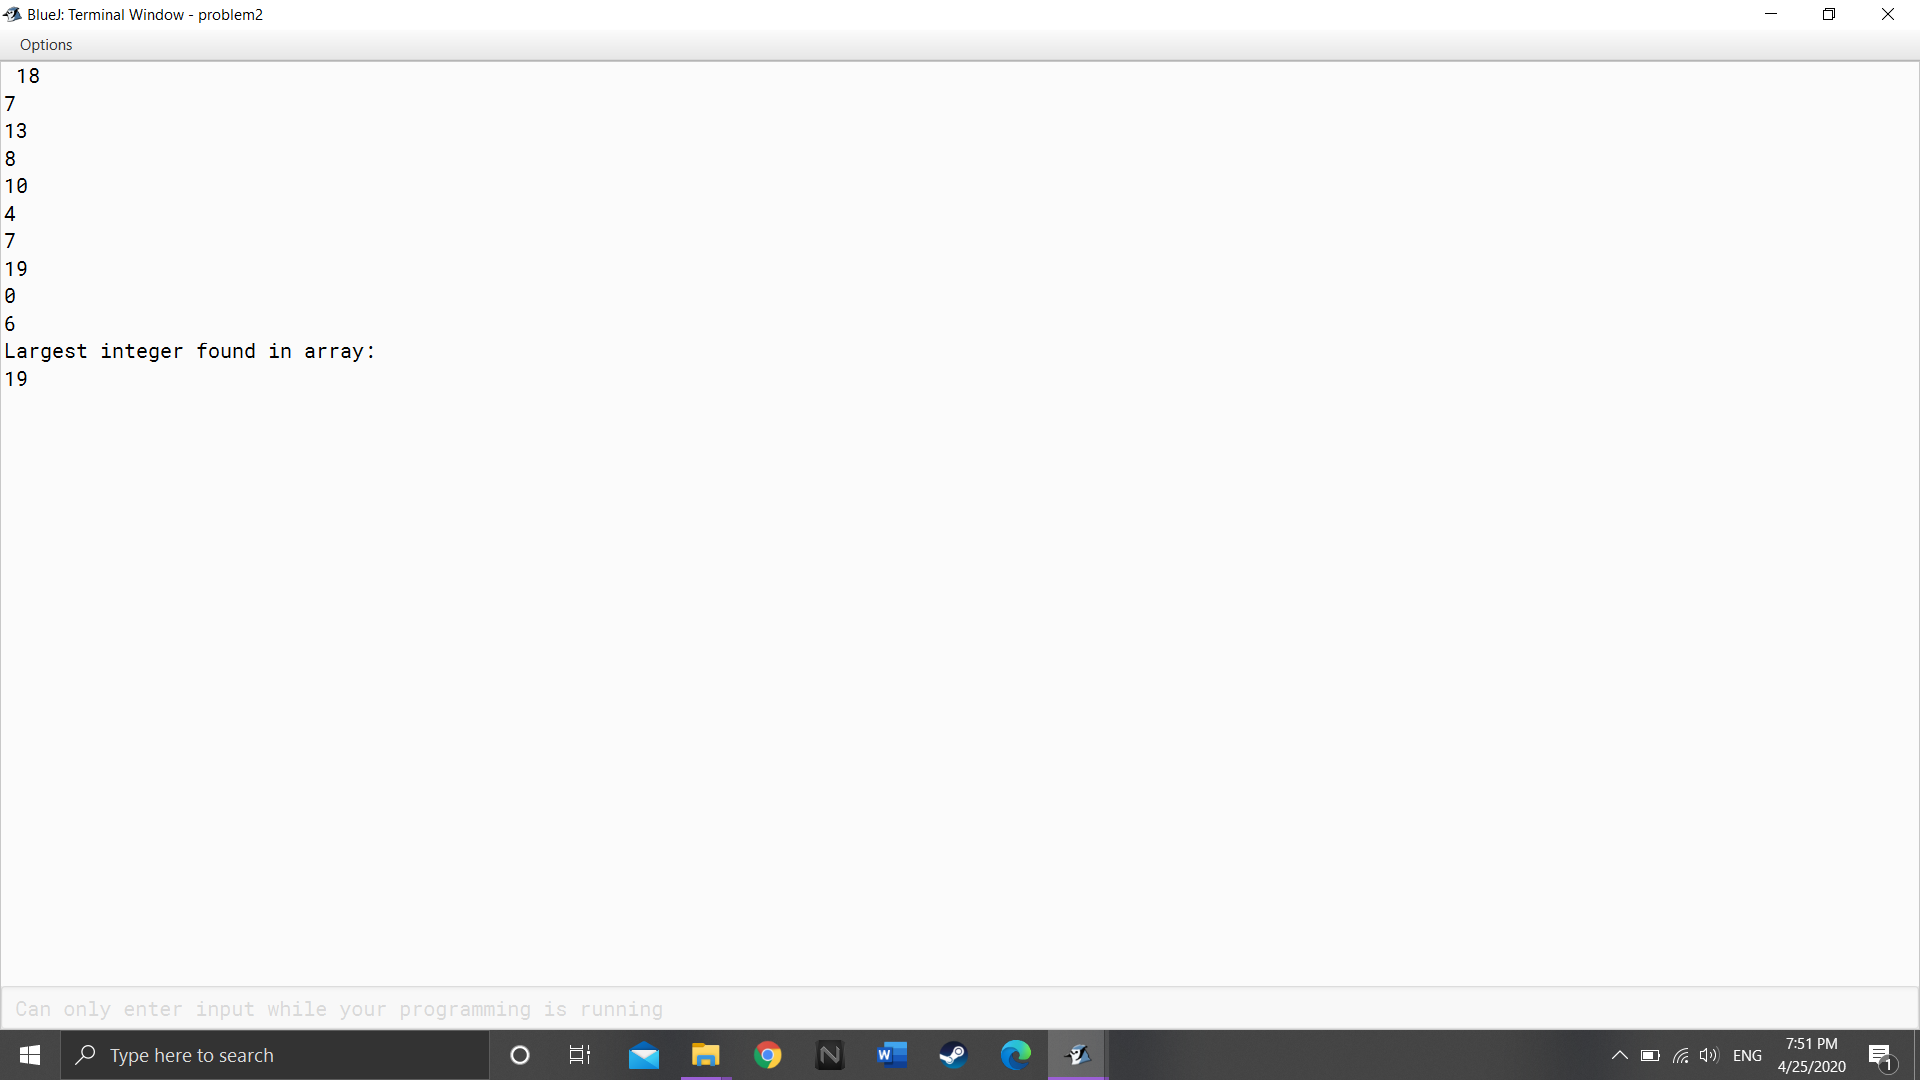 BlueJ: Terminal Window - problem2
Options
18
7
13
8
10
4
7
19
0
6
Largest integer found in array:
19
Can only enter input while your programming is running
Type here to search
N
W
ENG
7:51 PM
4/25/2020
1